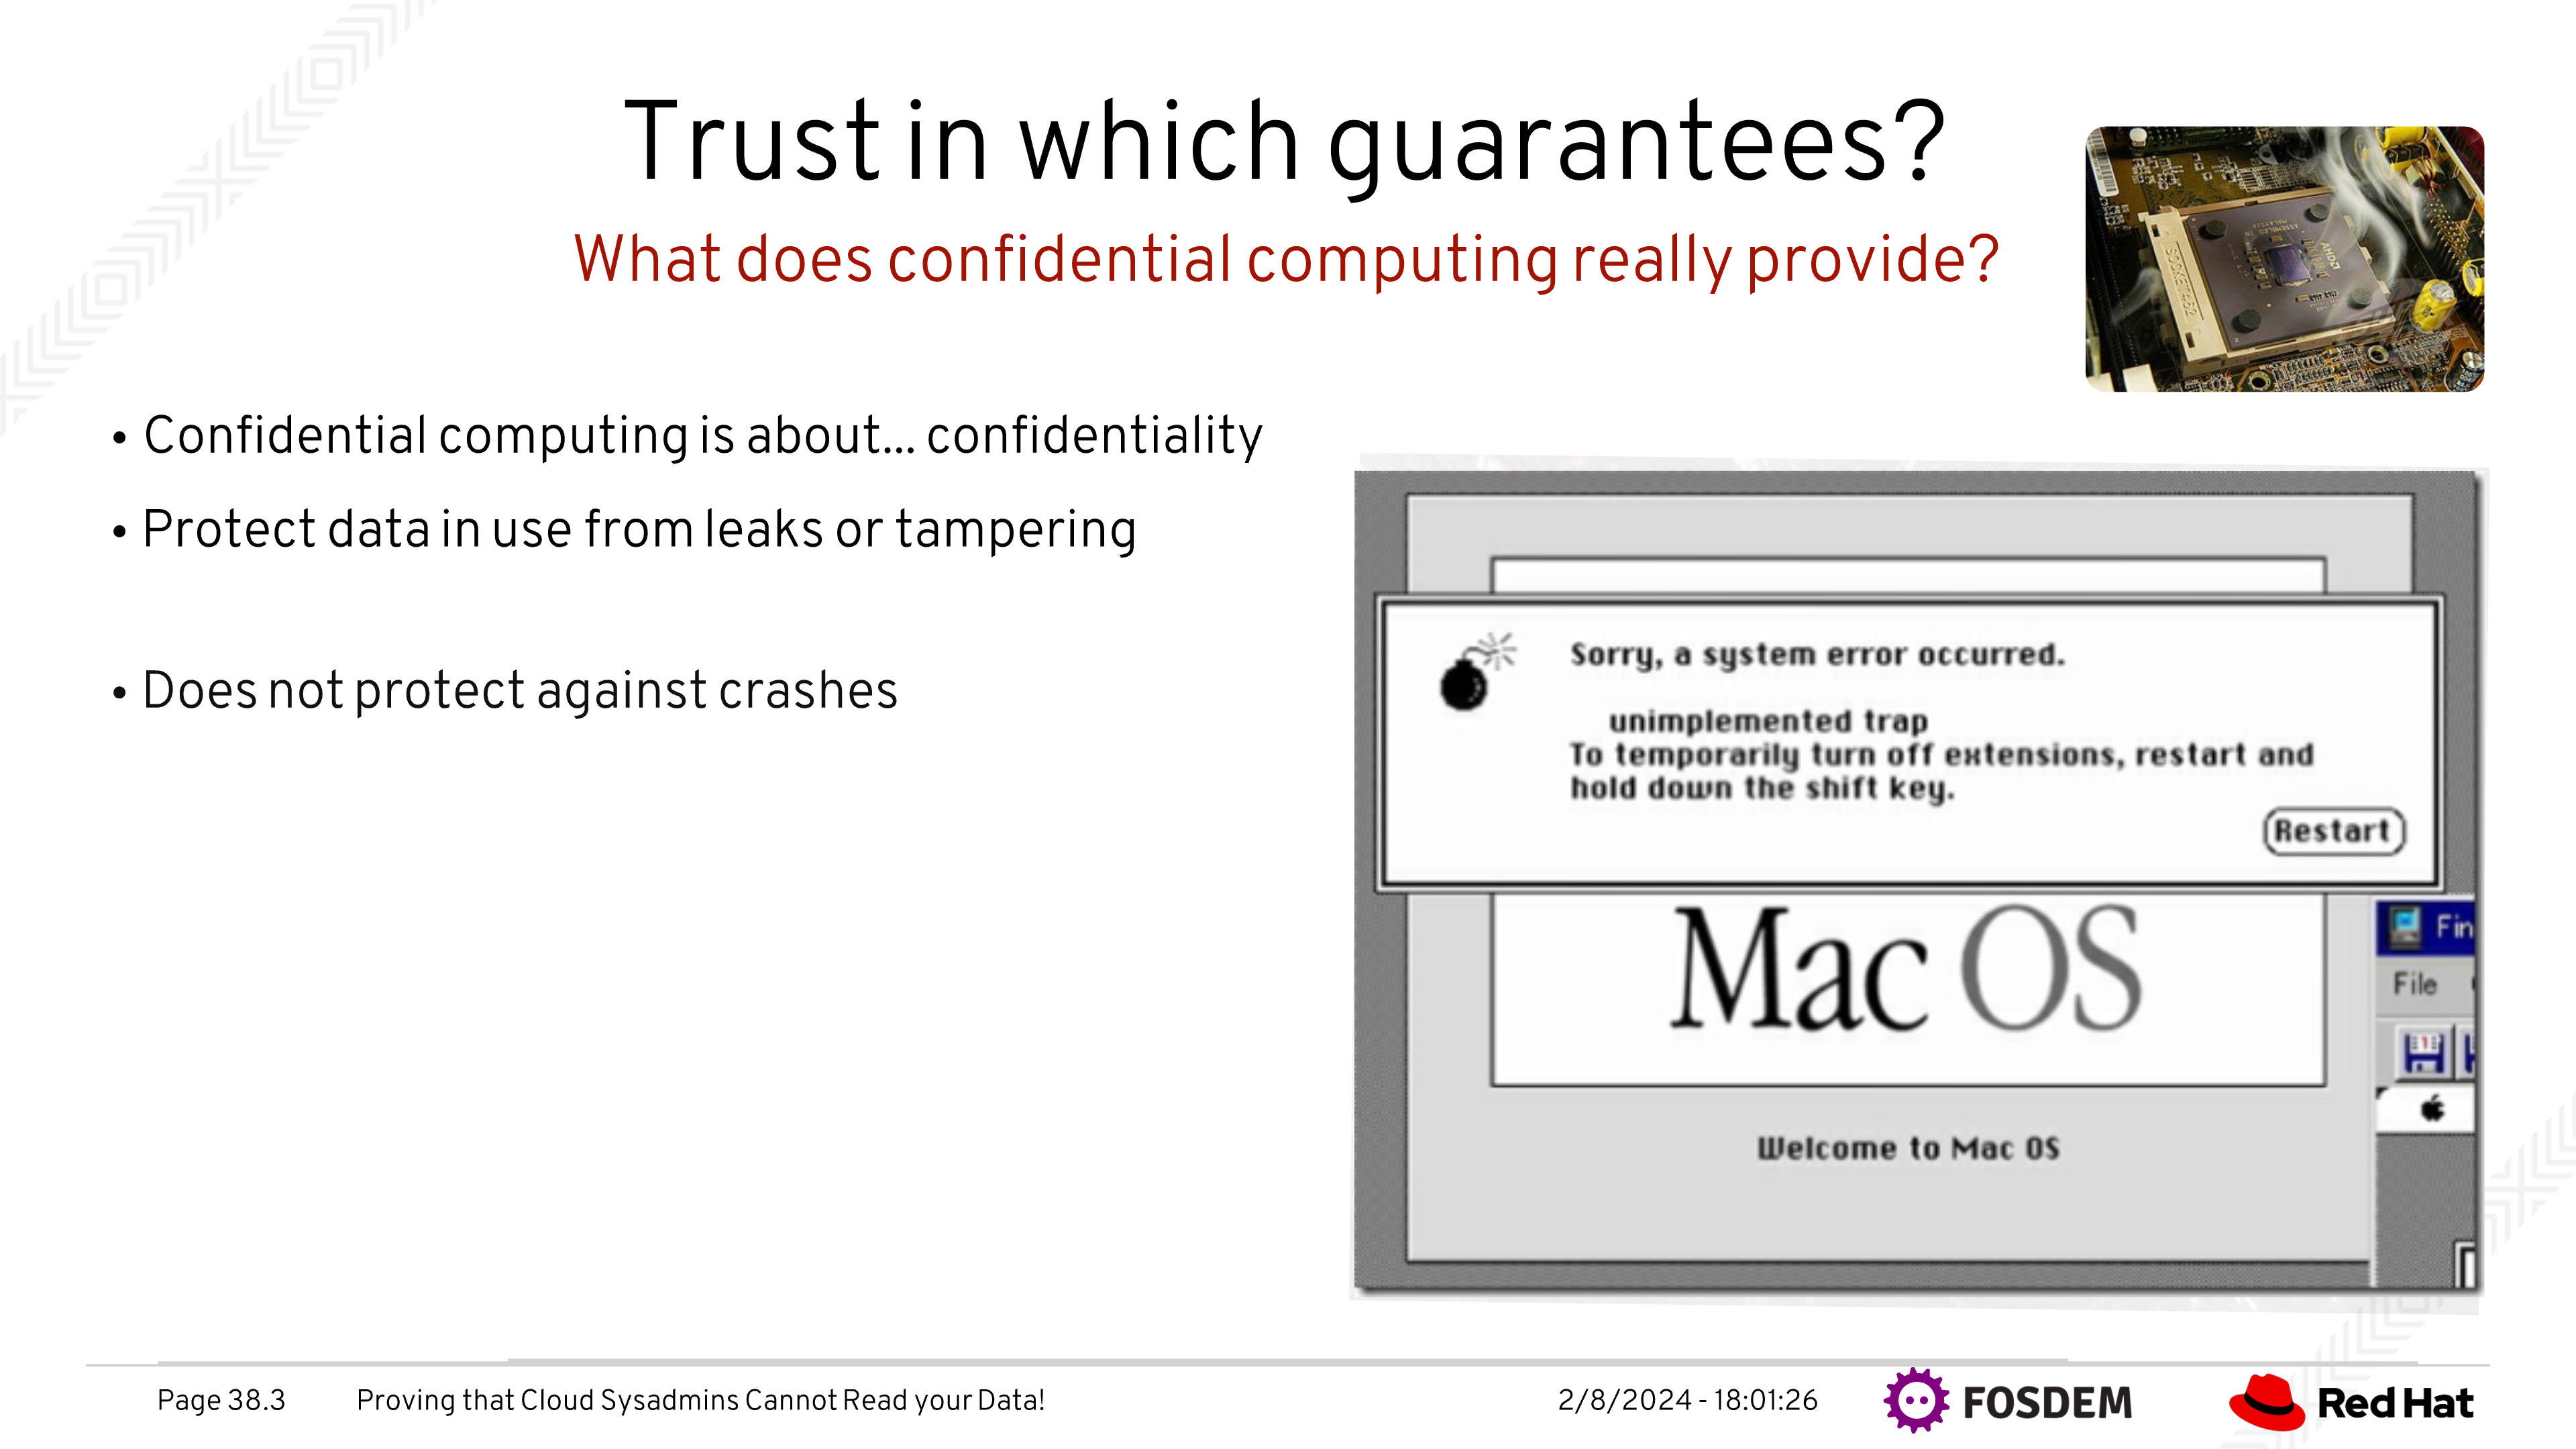 Trust in which guarantees?
What does confidential computing really provide?
SOCKET 462
AMD
• Confidential computing is about... confidentiality
• Protect data in use from leaks or tampering
• Does not protect against crashes
Sorry, a system error occurred.
unimplemented trap
To temporarily turn off extensions, restart and
hold down the shift key.
Restart
Mac OS
Fin
File
Welcome to Mac OS
Page 38.3
Proving that Cloud Sysadmins Cannot Read your Data!
2/8/2024 - 18:01:26
FOSDEM
Red Hat